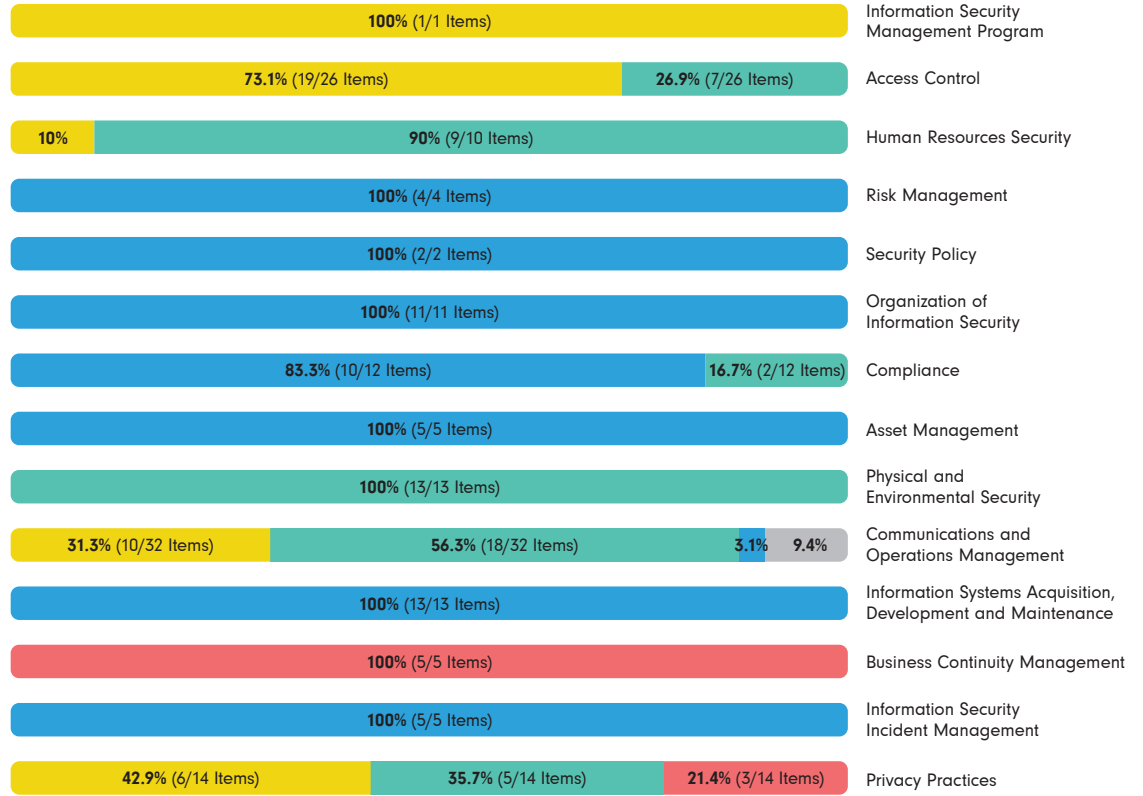 100% (1/1 Items)
Information Security
Management Program
73.1% (19/26 Items)
26.9% (7/26 Items)
Access Control
10%
90% (9/10 Items)
Human Resources Security
100% (4/4 Items)
Risk Management
100% (2/2 Items)
Security Policy
100% (11/11 Items)
Organization of
Information Security
83.3% (10/12 Items)
16.7% (2/12 Items)
Compliance
100% (5/5 Items)
Asset Management
100% (13/13 Items)
Physical and
Environmental Security
31.3% (10/32 Items)
56.3% (18/32 Items)
3.1%
9.4%
Communications and
Operations Management
100% (13/13 Items)
Information Systems Acquisition,
Development and Maintenance
100% (5/5 Items)
Business Continuity Management
100% (5/5 Items)
Information Security
Incident Management
42.9% (6/14 Items)
35.7% (5/14 Items)
21.4% (3/14 Items)
Privacy Practices